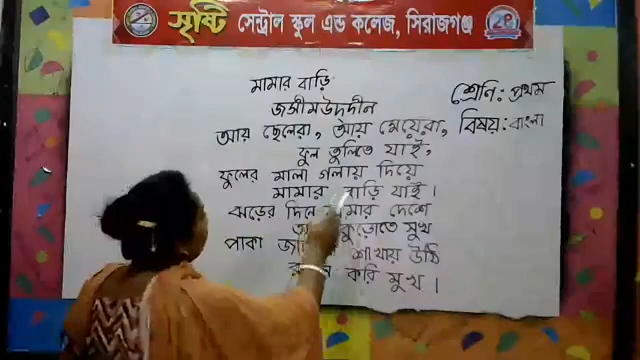 সৃষ্টি সেন্ট্রাল স্কুল এন্ড কলেজ, সিরাজগঞ্জ
মামার বাড়ি
জসীমউদ্‌দীন
শ্রেণি: প্রথম
বিষয়: বাংলা
আয় ছেলেরা, আয় মেয়েরা,
ফুল তুলিতে যাই,
ফুলের মালা গলায় দিয়ে
মামার বাড়ি যাই।
ঝড়ের দিনে মামার দেশে
কুড়োতে সুখ
পাকা শাখায় উঠি
করি মুখ।